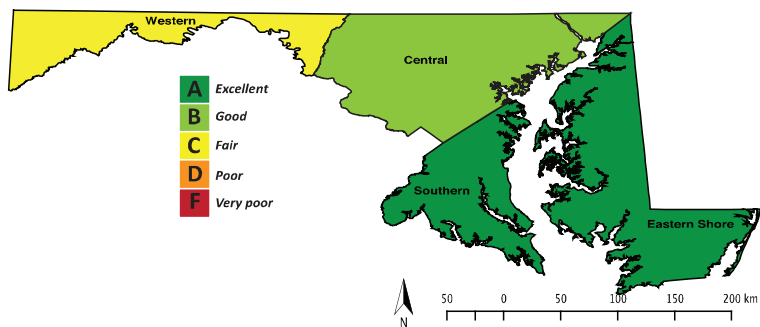 Western
Central
A Excellent
B Good
C Fair
D Poor
F Very poor
Southern
Eastern Shore
N
50 0 50 100 150 200 km